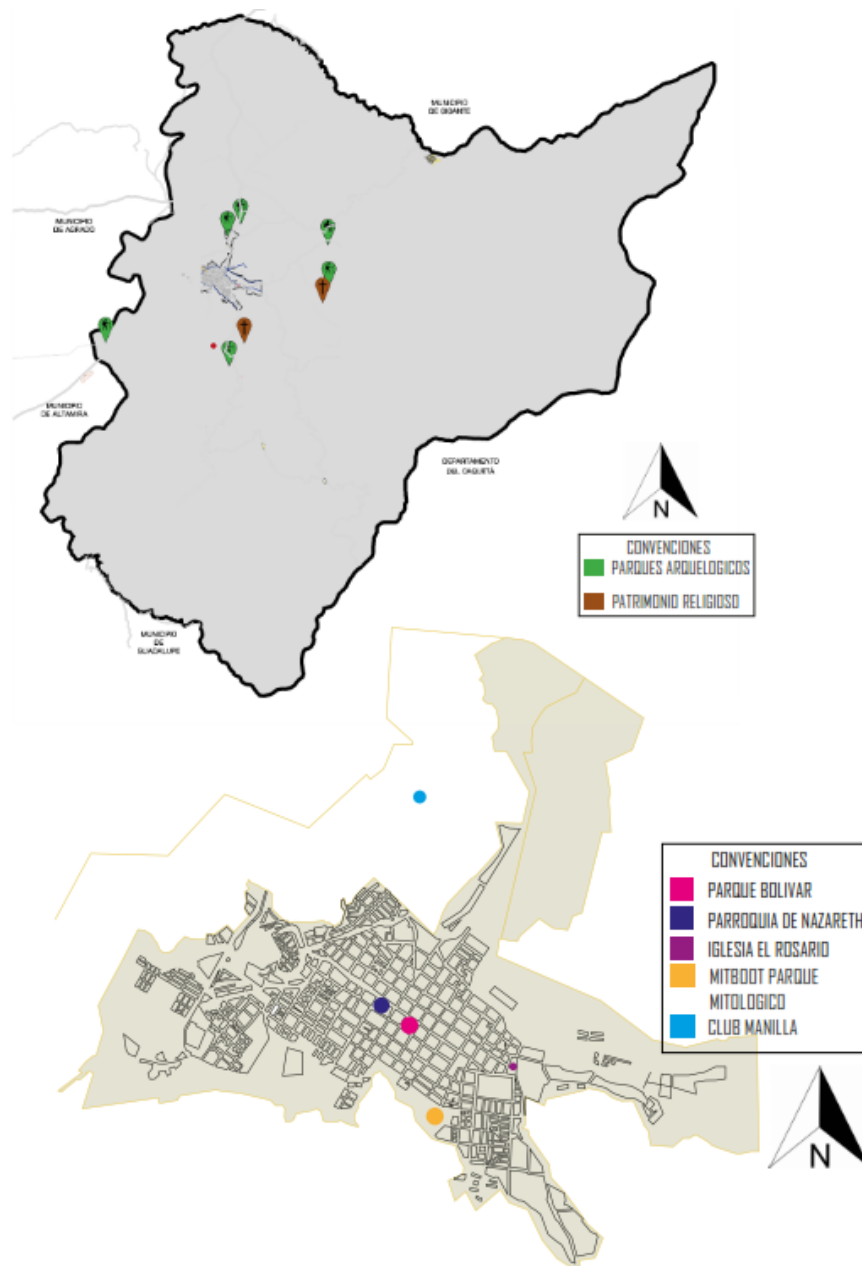 MUNICIPIO
DE GIGANTE
MUNICIPIO
DE AGRADO
MUNICIPIO
DE ALTAMIRA
DEPARTAMENTO
DEL CAQUETÁ
N
CONVENCIONES
PARQUES ARQUELOGICOS
PATRIMONIO RELIGIOSO
MUNICIPIO
DE
GUADALUPE
CONVENCIONES
PARQUE BOLIVAR
PARROQUIA DE NAZARETH
IGLESIA EL ROSARIO
MITBOOT PARQUE
MITOLOGICO
CLUB MANILLA
N